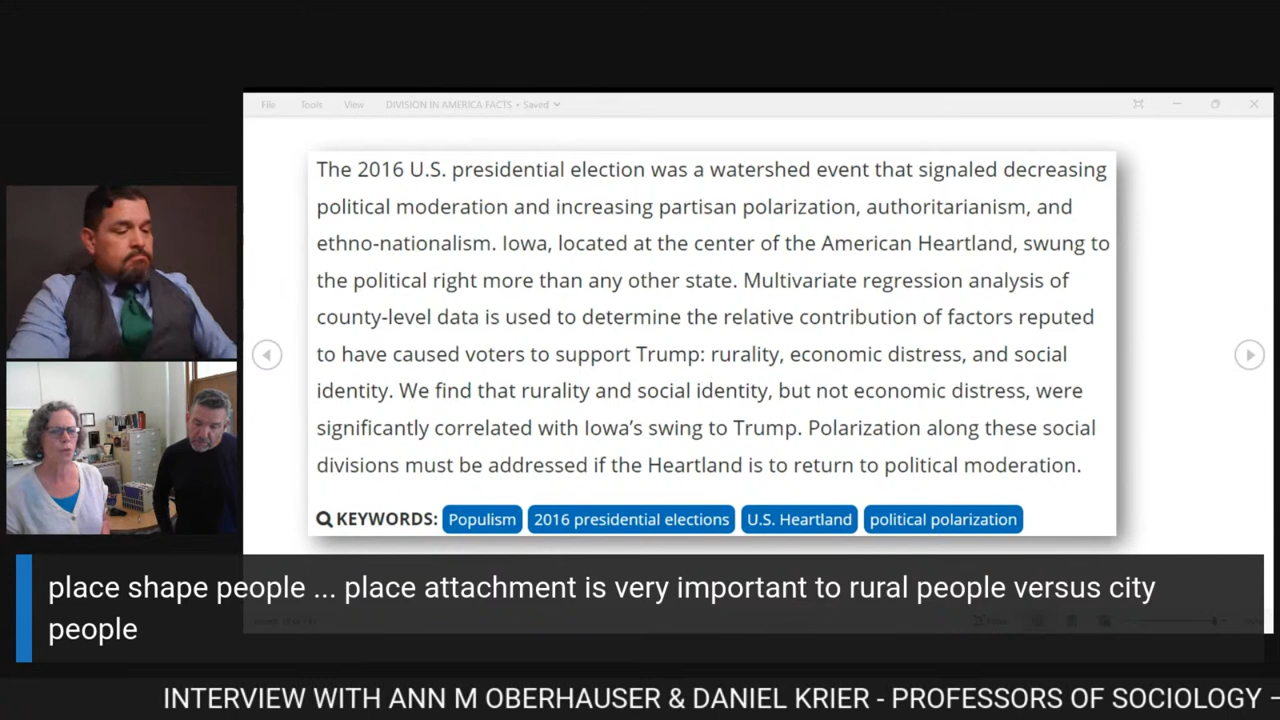 File Tools View DIVISION IN AMERICA FACTS • Saved
The 2016 U.S. presidential election was a watershed event that signaled decreasing
political moderation and increasing partisan polarization, authoritarianism, and
ethno-nationalism. Iowa, located at the center of the American Heartland, swung to
the political right more than any other state. Multivariate regression analysis of
county-level data is used to determine the relative contribution of factors reputed
to have caused voters to support Trump: rurality, economic distress, and social
identity. We find that rurality and social identity, but not economic distress, were
significantly correlated with Iowa’s swing to Trump. Polarization along these social
divisions must be addressed if the Heartland is to return to political moderation.
KEYWORDS: Populism 2016 presidential elections U.S. Heartland political polarization
place shape people ... place attachment is very important to rural people versus city
people
INTERVIEW WITH ANN M OBERHAUSER & DANIEL KRIER - PROFESSORS OF SOCIOLOGY -